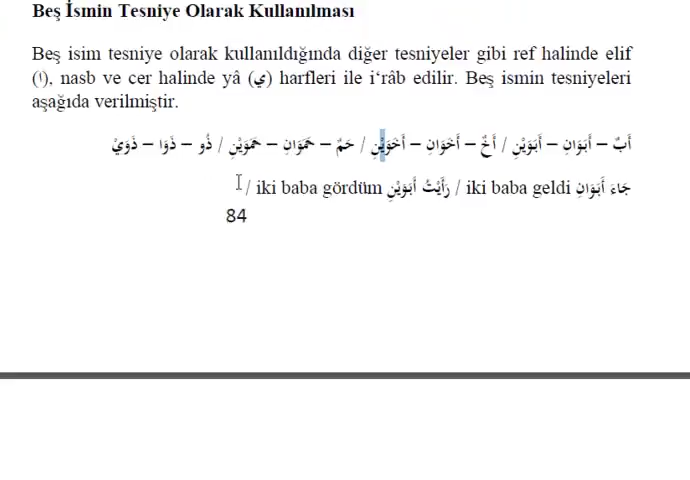 Beş İsmin Tesniye Olarak Kullanılması
Beş isim tesniye olarak kullanıldığında diğer tesniyeler gibi ref halinde elif
(ا), nasb ve cer halinde yâ (ي) harfleri ile i‘râb edilir. Beş ismin tesniyeleri
aşağıda verilmiştir.
أَبٌ – أَبَوَانِ – أَبَوَيْنِ / أَخٌ – أَخَوَانِ – أَخَوَيْنِ / حَمٌ – حَمَوَانِ – حَمَوَيْنِ / ذُو – ذَوَا – ذَوَيْ
جَاءَ أَبَوَانِ iki baba geldi / رَأَيْتُ أَبَوَيْنِ iki baba gördüm /
84